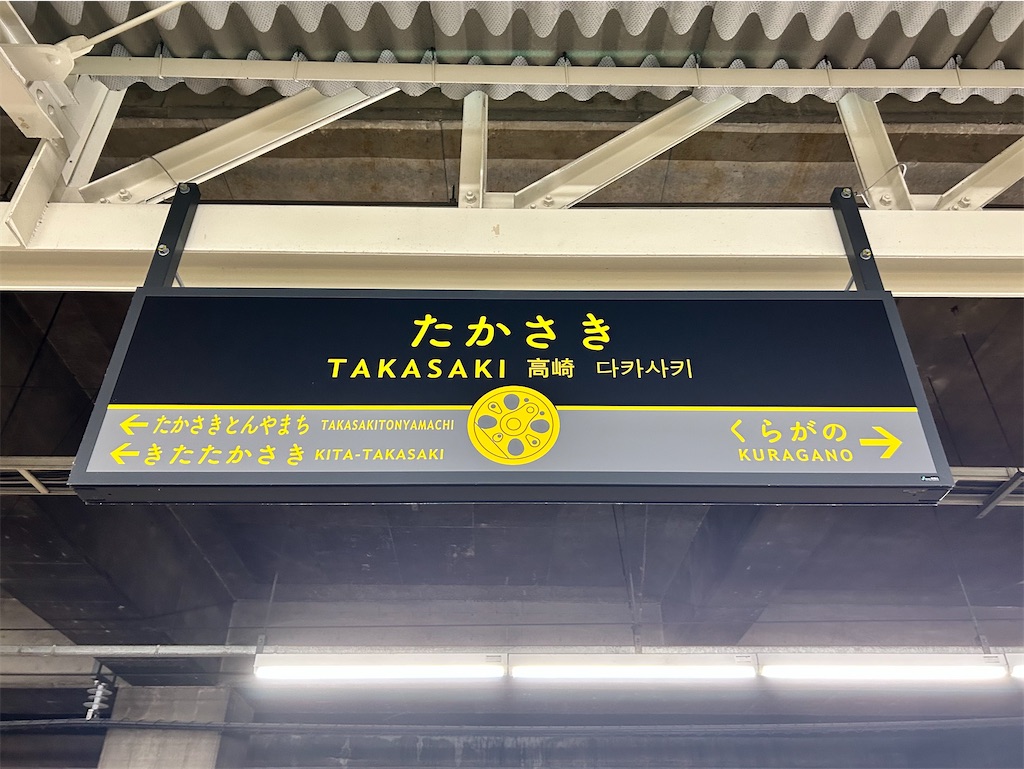 たかさき
TAKASAKI 高崎 다카사키
←たかさきとんやまち TAKASAKITONYAMACHI
←きたたかさき KITA-TAKASAKI
くらがの →
KURAGANO